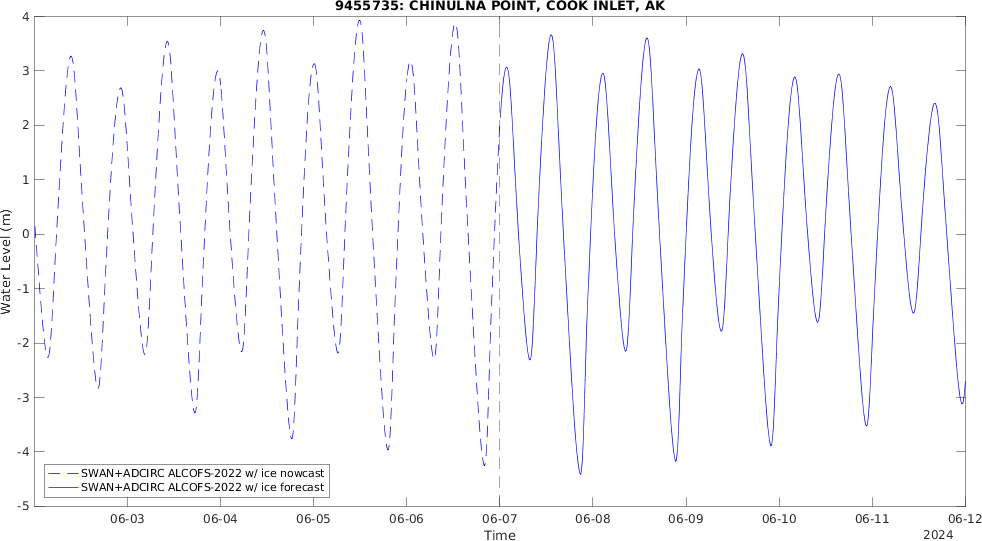 9455735: CHINULNA POINT, COOK INLET, AK
4
3
2
1
0
-1
-2
-3
-4
-5
Water Level (m)
SWAN+ADCIRC ALCOFS-2022 w/ ice nowcast
SWAN+ADCIRC ALCOFS-2022 w/ ice forecast
06-03 06-04 06-05 06-06 06-07 06-08 06-09 06-10 06-11 06-12
Time
2024